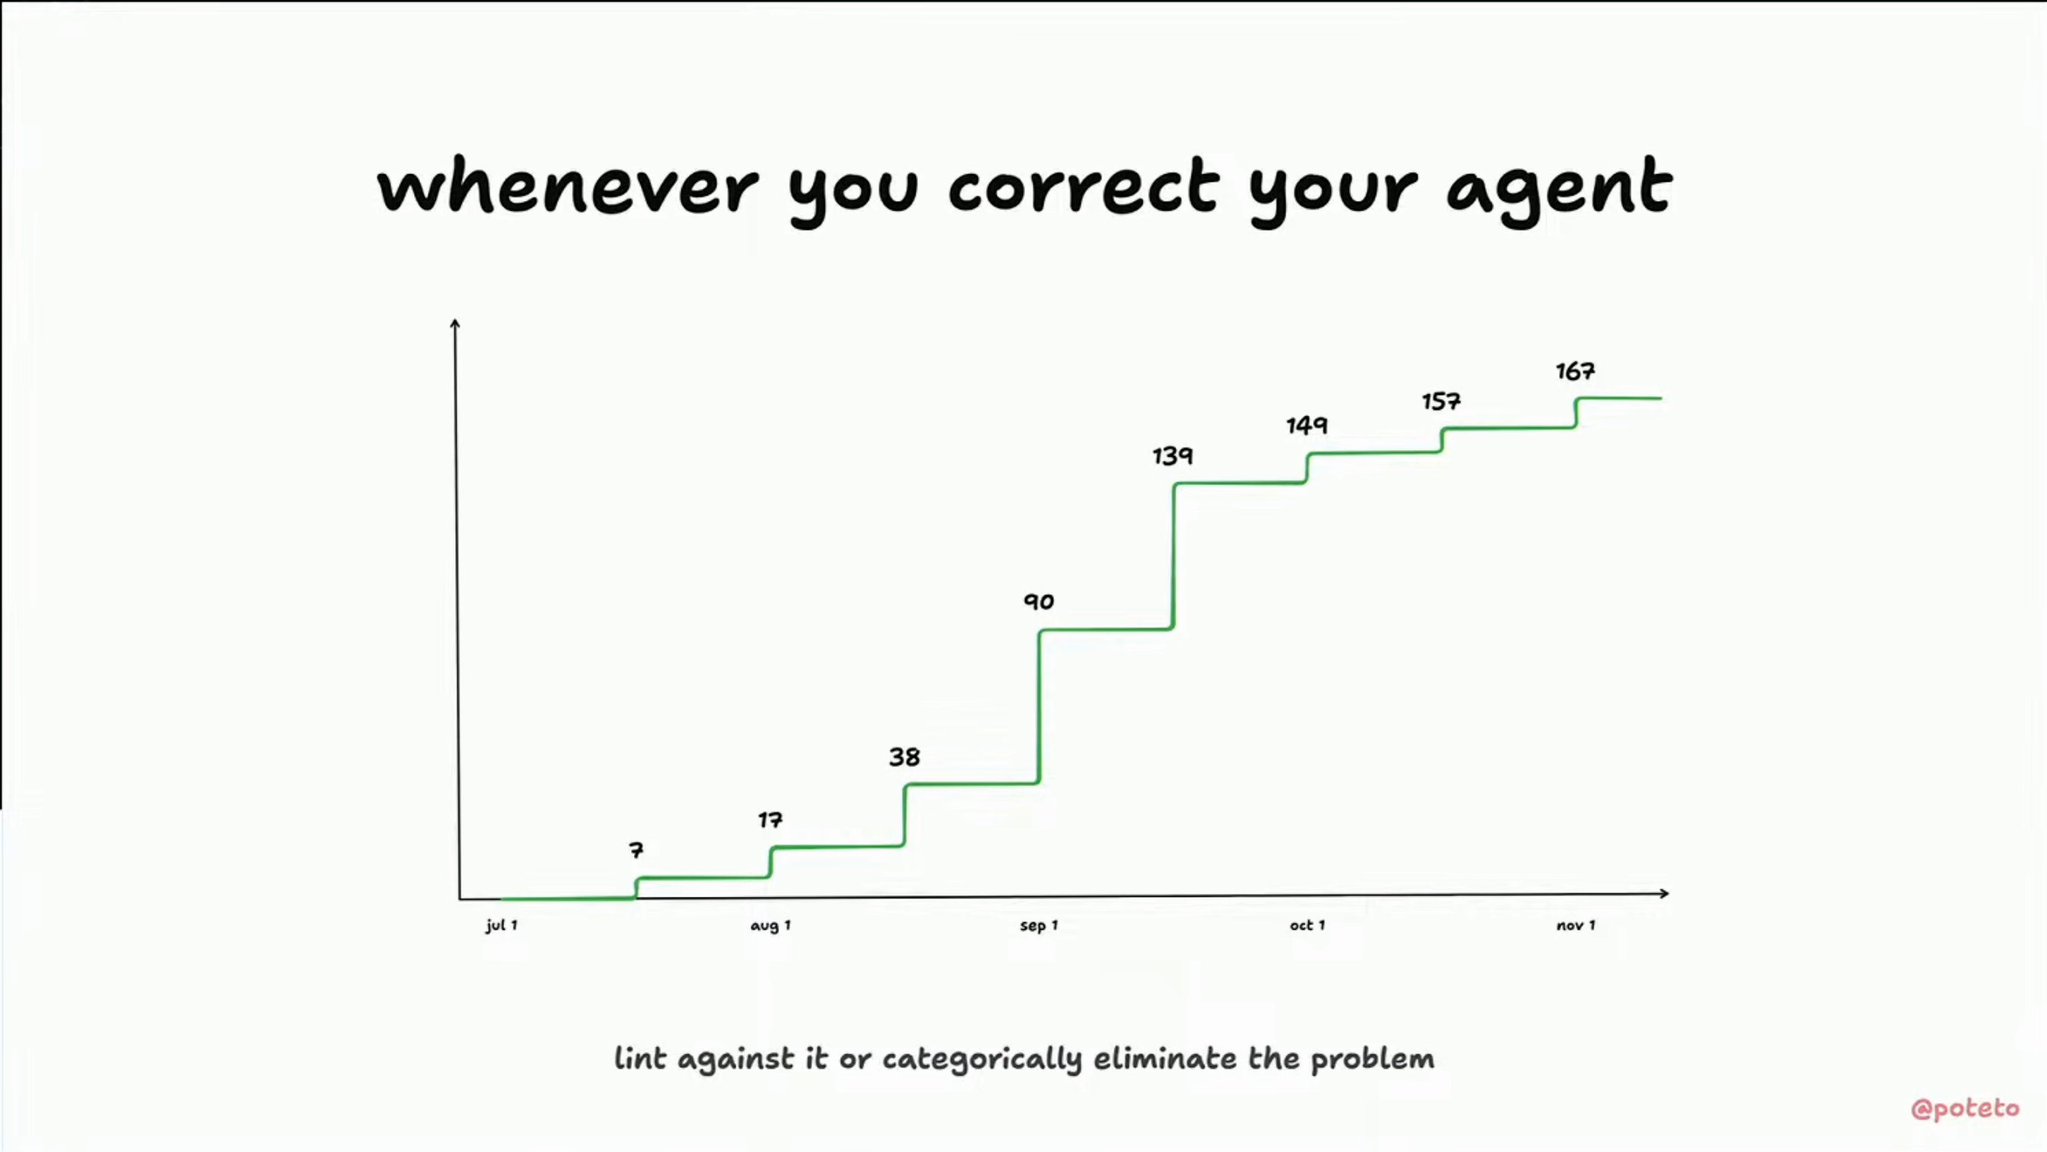 whenever you correct your agent
167
157
149
139
90
38
17
7
jul 1 aug 1 sep 1 oct 1 nov 1
lint against it or categorically eliminate the problem
@poteto